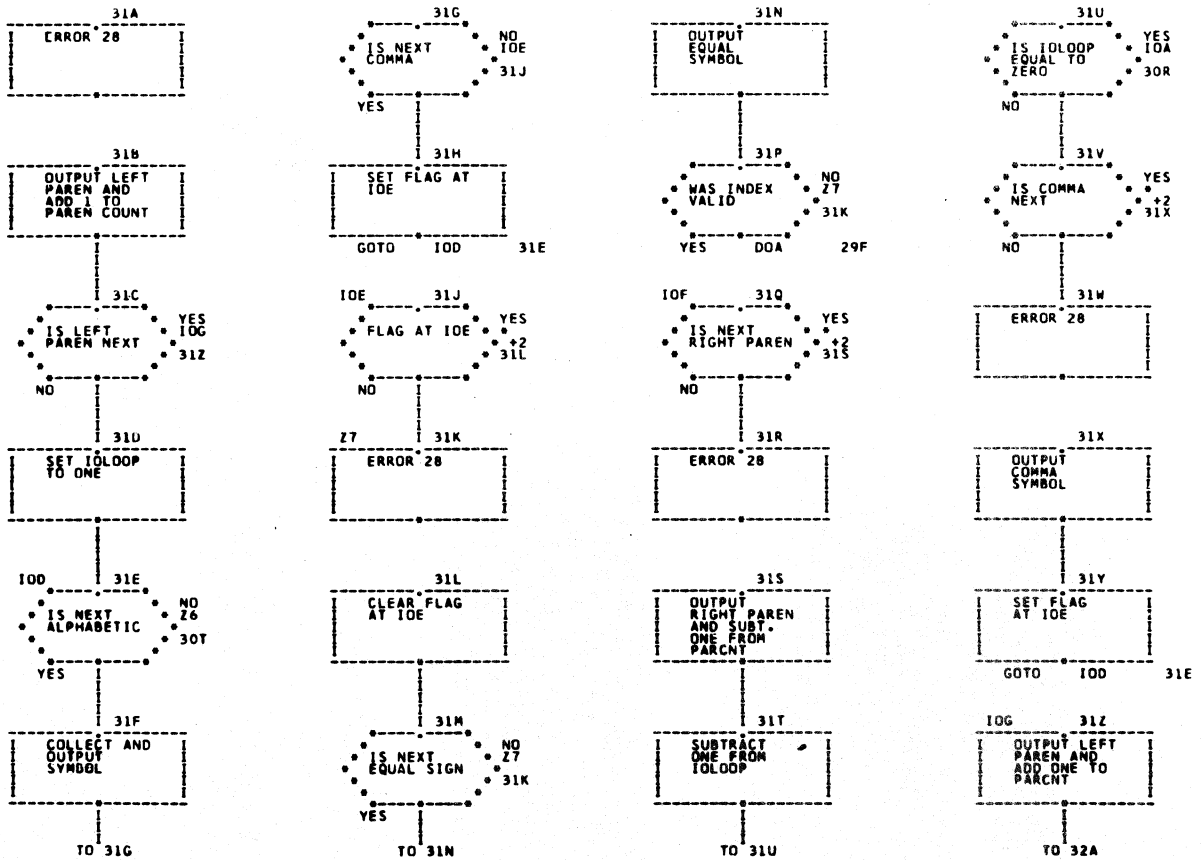 31A
ERROR 28
31B
OUTPUT LEFT
PAREN AND
ADD 1 TO
PAREN COUNT
31C
IS LEFT
PAREN NEXT
YES
IOG
31Z
NO
31D
SET IOLOOP
TO ONE
IOD
31E
IS NEXT
ALPHABETIC
NO
Z6
30T
YES
31F
COLLECT AND
OUTPUT
SYMBOL
TO 31G
31G
IS NEXT
COMMA
NO
IOE
31J
YES
31H
SET FLAG AT
IOE
GOTO IOD 31E
IOE
31J
FLAG AT IOE
YES
+2
31L
NO
Z7
31K
ERROR 28
31L
CLEAR FLAG
AT IOE
31M
IS NEXT
EQUAL SIGN
NO
Z7
31K
YES
TO 31N
31N
OUTPUT
EQUAL
SYMBOL
31P
WAS INDEX
VALID
NO
Z7
31K
YES DOA 29F
IOF
31Q
IS NEXT
RIGHT PAREN
YES
+2
31S
NO
31R
ERROR 28
31S
OUTPUT
RIGHT PAREN
AND SUBT.
ONE FROM
PARCNT
31T
SUBTRACT
ONE FROM
IOLOOP
TO 31U
31U
IS IOLOOP
EQUAL TO
ZERO
YES
IOA
30R
NO
31V
IS COMMA
NEXT
YES
+2
31X
NO
31W
ERROR 28
31X
OUTPUT
COMMA
SYMBOL
31Y
SET FLAG
AT IOE
GOTO IOD 31E
IOG
31Z
OUTPUT LEFT
PAREN AND
ADD ONE TO
PARCNT
TO 32A